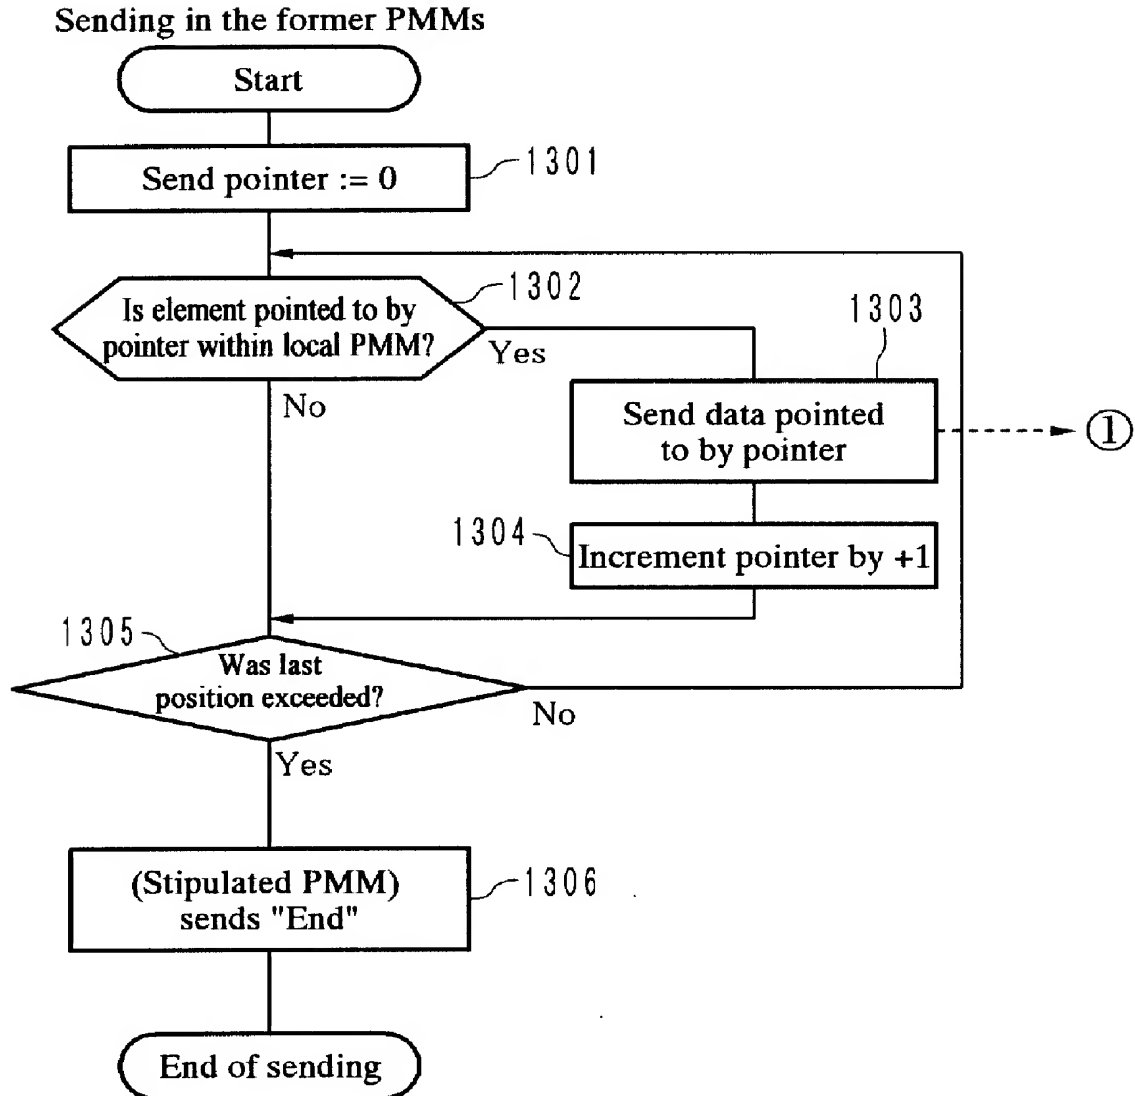 Sending in the former PMMs
Start
Send pointer := 0
1301
Is element pointed to by
pointer within local PMM?
1302
Yes
No
1303
Send data pointed
to by pointer
①
1304
Increment pointer by +1
1305
Was last
position exceeded?
No
Yes
(Stipulated PMM)
sends "End"
1306
End of sending